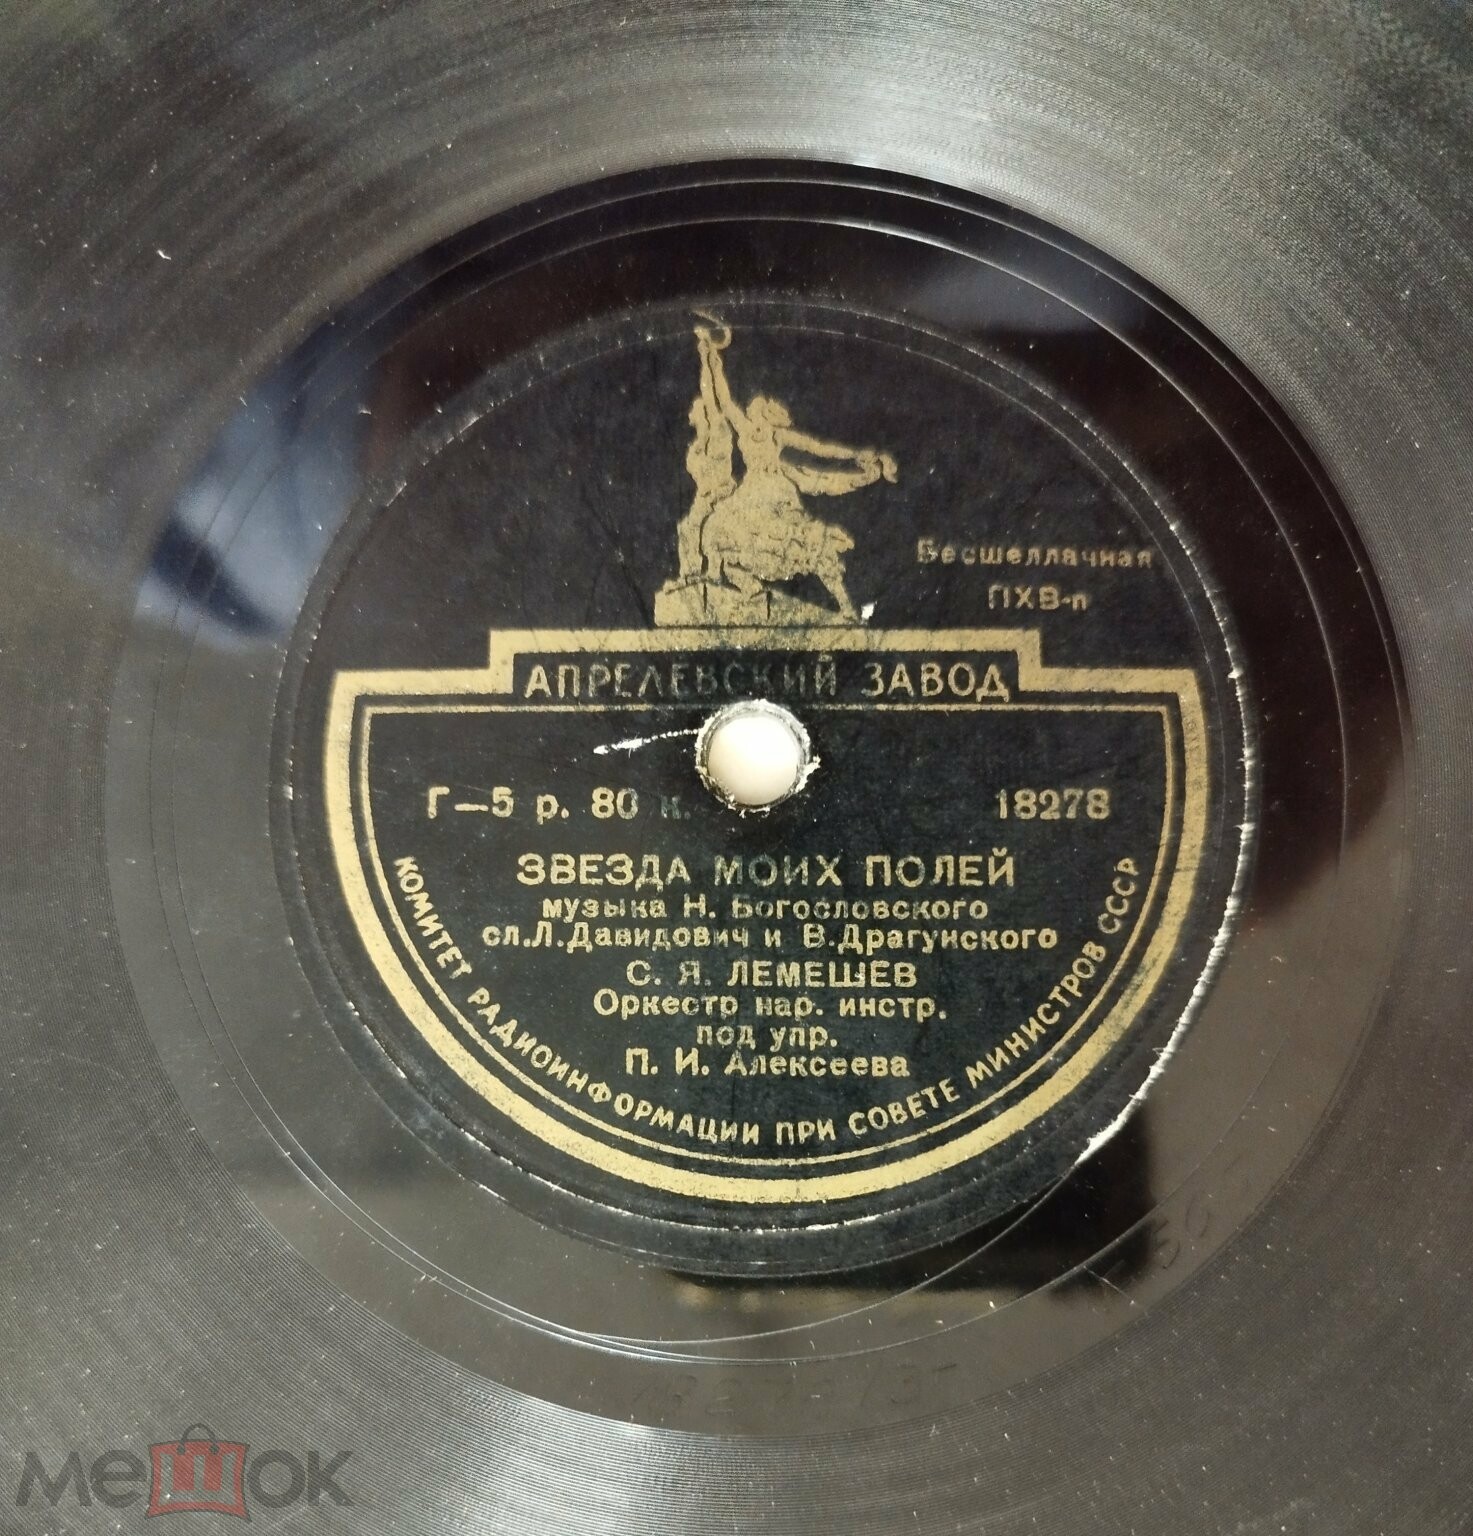 Бесшеллачная
ПХВ-п
АПРЕЛЕВСКИЙ ЗАВОД
Г—5 р. 80 к.
18278
ЗВЕЗДА МОИХ ПОЛЕЙ
музыка Н. Богословского
сл.Л.Давидович и В.Драгунского
С. Я. ЛЕМЕШЕВ
Оркестр нар. инстр.
под упр.
П. И. Алексеева
КОМИТЕТ РАДИОИНФОРМАЦИИ ПРИ СОВЕТЕ МИНИСТРОВ СССР
мешок